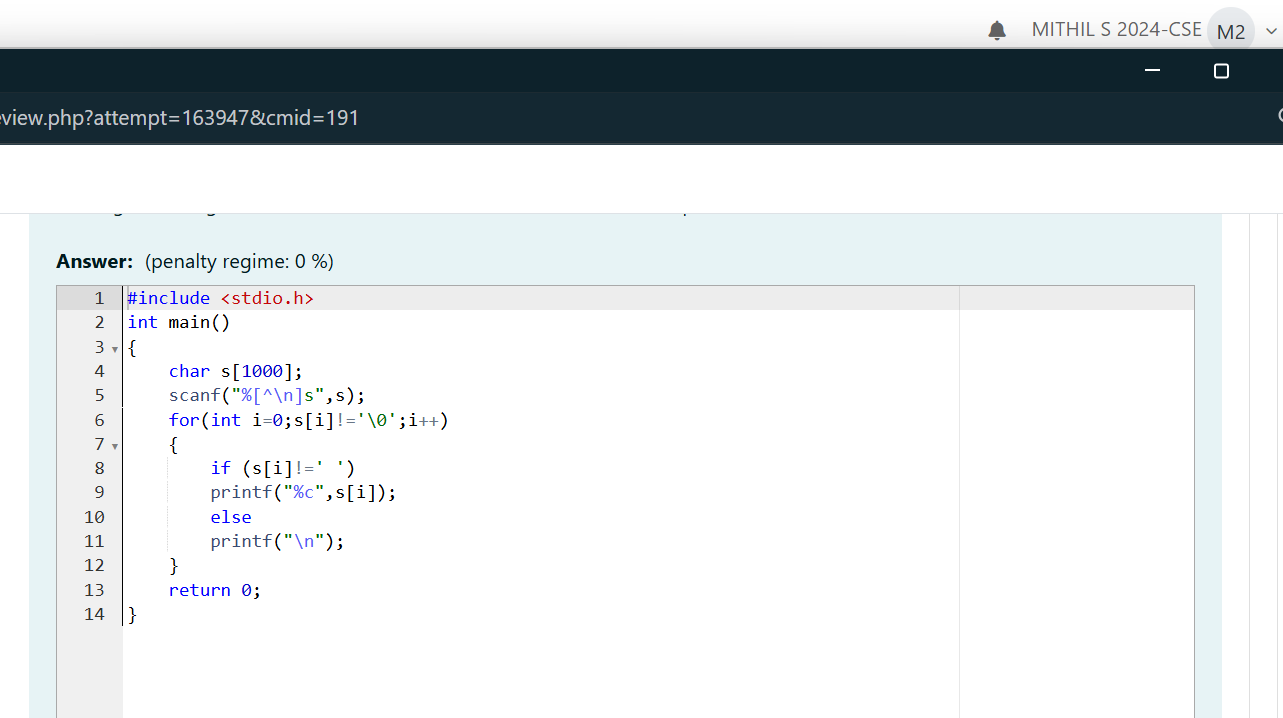 MITHIL S 2024-CSE M2
view.php?attempt=163947&cmid=191
Answer: (penalty regime: 0 %)
1 #include <stdio.h>
2 int main()
3 {
4 char s[1000];
5 scanf("%[^\n]s",s);
6 for(int i=0;s[i]!='\0';i++)
7 {
8 if (s[i]!=' ')
9 printf("%c",s[i]);
10 else
11 printf("\n");
12 }
13 return 0;
14 }